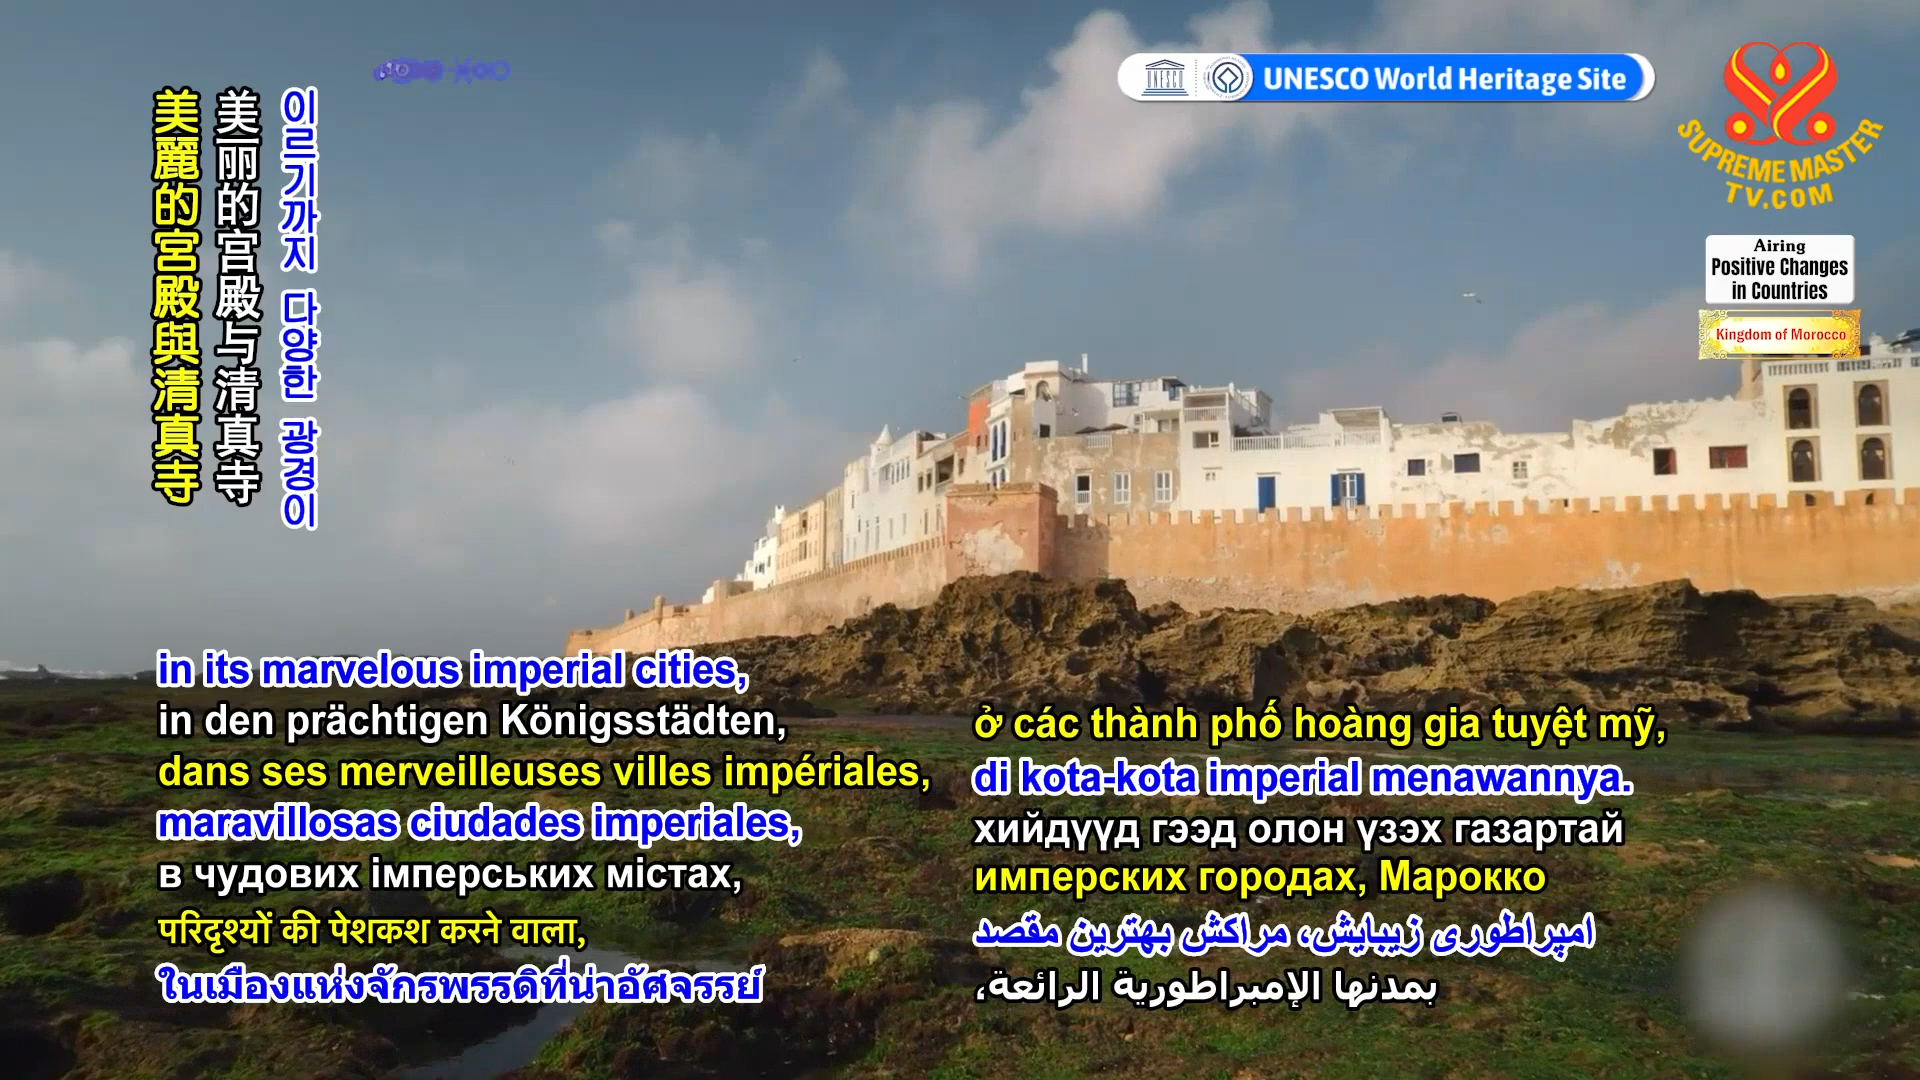 美麗的宮殿與清真寺
美丽的宫殿与清真寺
이르기까지 다양한 광경이
UNESCO
UNESCO World Heritage Site
SUPREME MASTER
TV.COM
Airing
Positive Changes
in Countries
Kingdom of Morocco
in its marvelous imperial cities,
in den prächtigen Königsstädten,
dans ses merveilleuses villes impériales,
maravillosas ciudades imperiales,
в чудових імперських містах,
परिदृश्यों की पेशकश करने वाला,
ในเมืองแห่งจักรพรรดิที่น่าอัศจรรย์
ở các thành phố hoàng gia tuyệt mỹ,
di kota-kota imperial menawannya.
хийдүүд гээд олон үзэх газартай
имперских городах, Марокко
امپراطوری زیبایش، مراکش بهترین مقصد
بمدنها الإمبراطورية الرائعة،